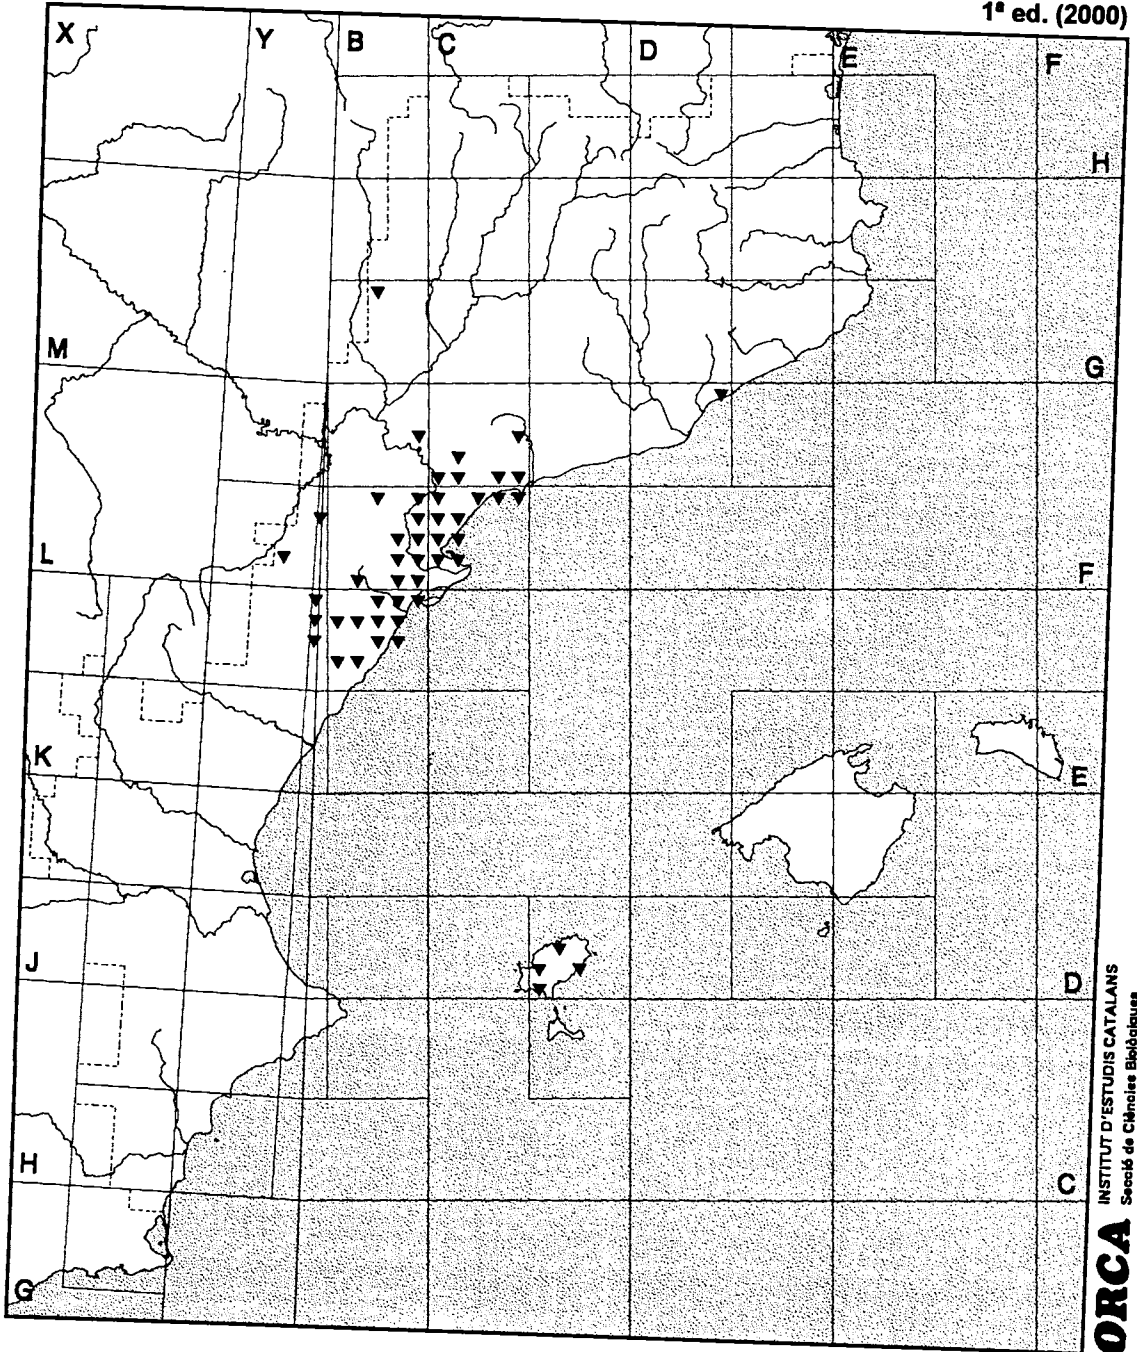 1ª ed. (2000)
X Y B C D E F
H
M
G
L
F
K
E
J
D
H
C
G
ORCA
INSTITUT D'ESTUDIS CATALANS
Secció de Ciències Biològiques